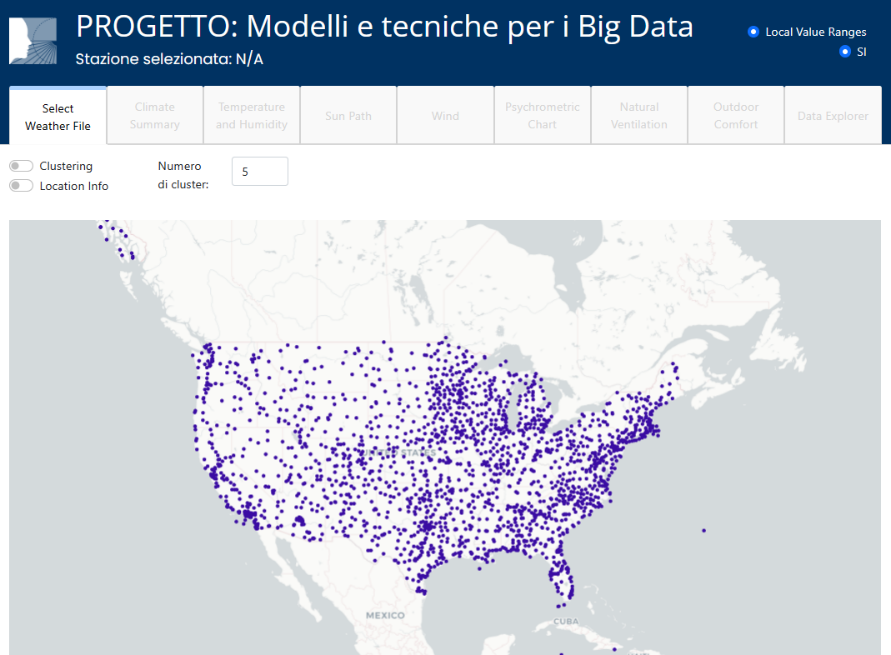 PROGETTO: Modelli e tecniche per i Big Data
Stazione selezionata: N/A
Local Value Ranges
SI
Select
Weather File
Climate
Summary
Temperature
and Humidity
Sun Path
Wind
Psychrometric
Chart
Natural
Ventilation
Outdoor
Comfort
Data Explorer
Clustering
Location Info
Numero
di cluster:
5
UNITED STATES
MEXICO
CUBA